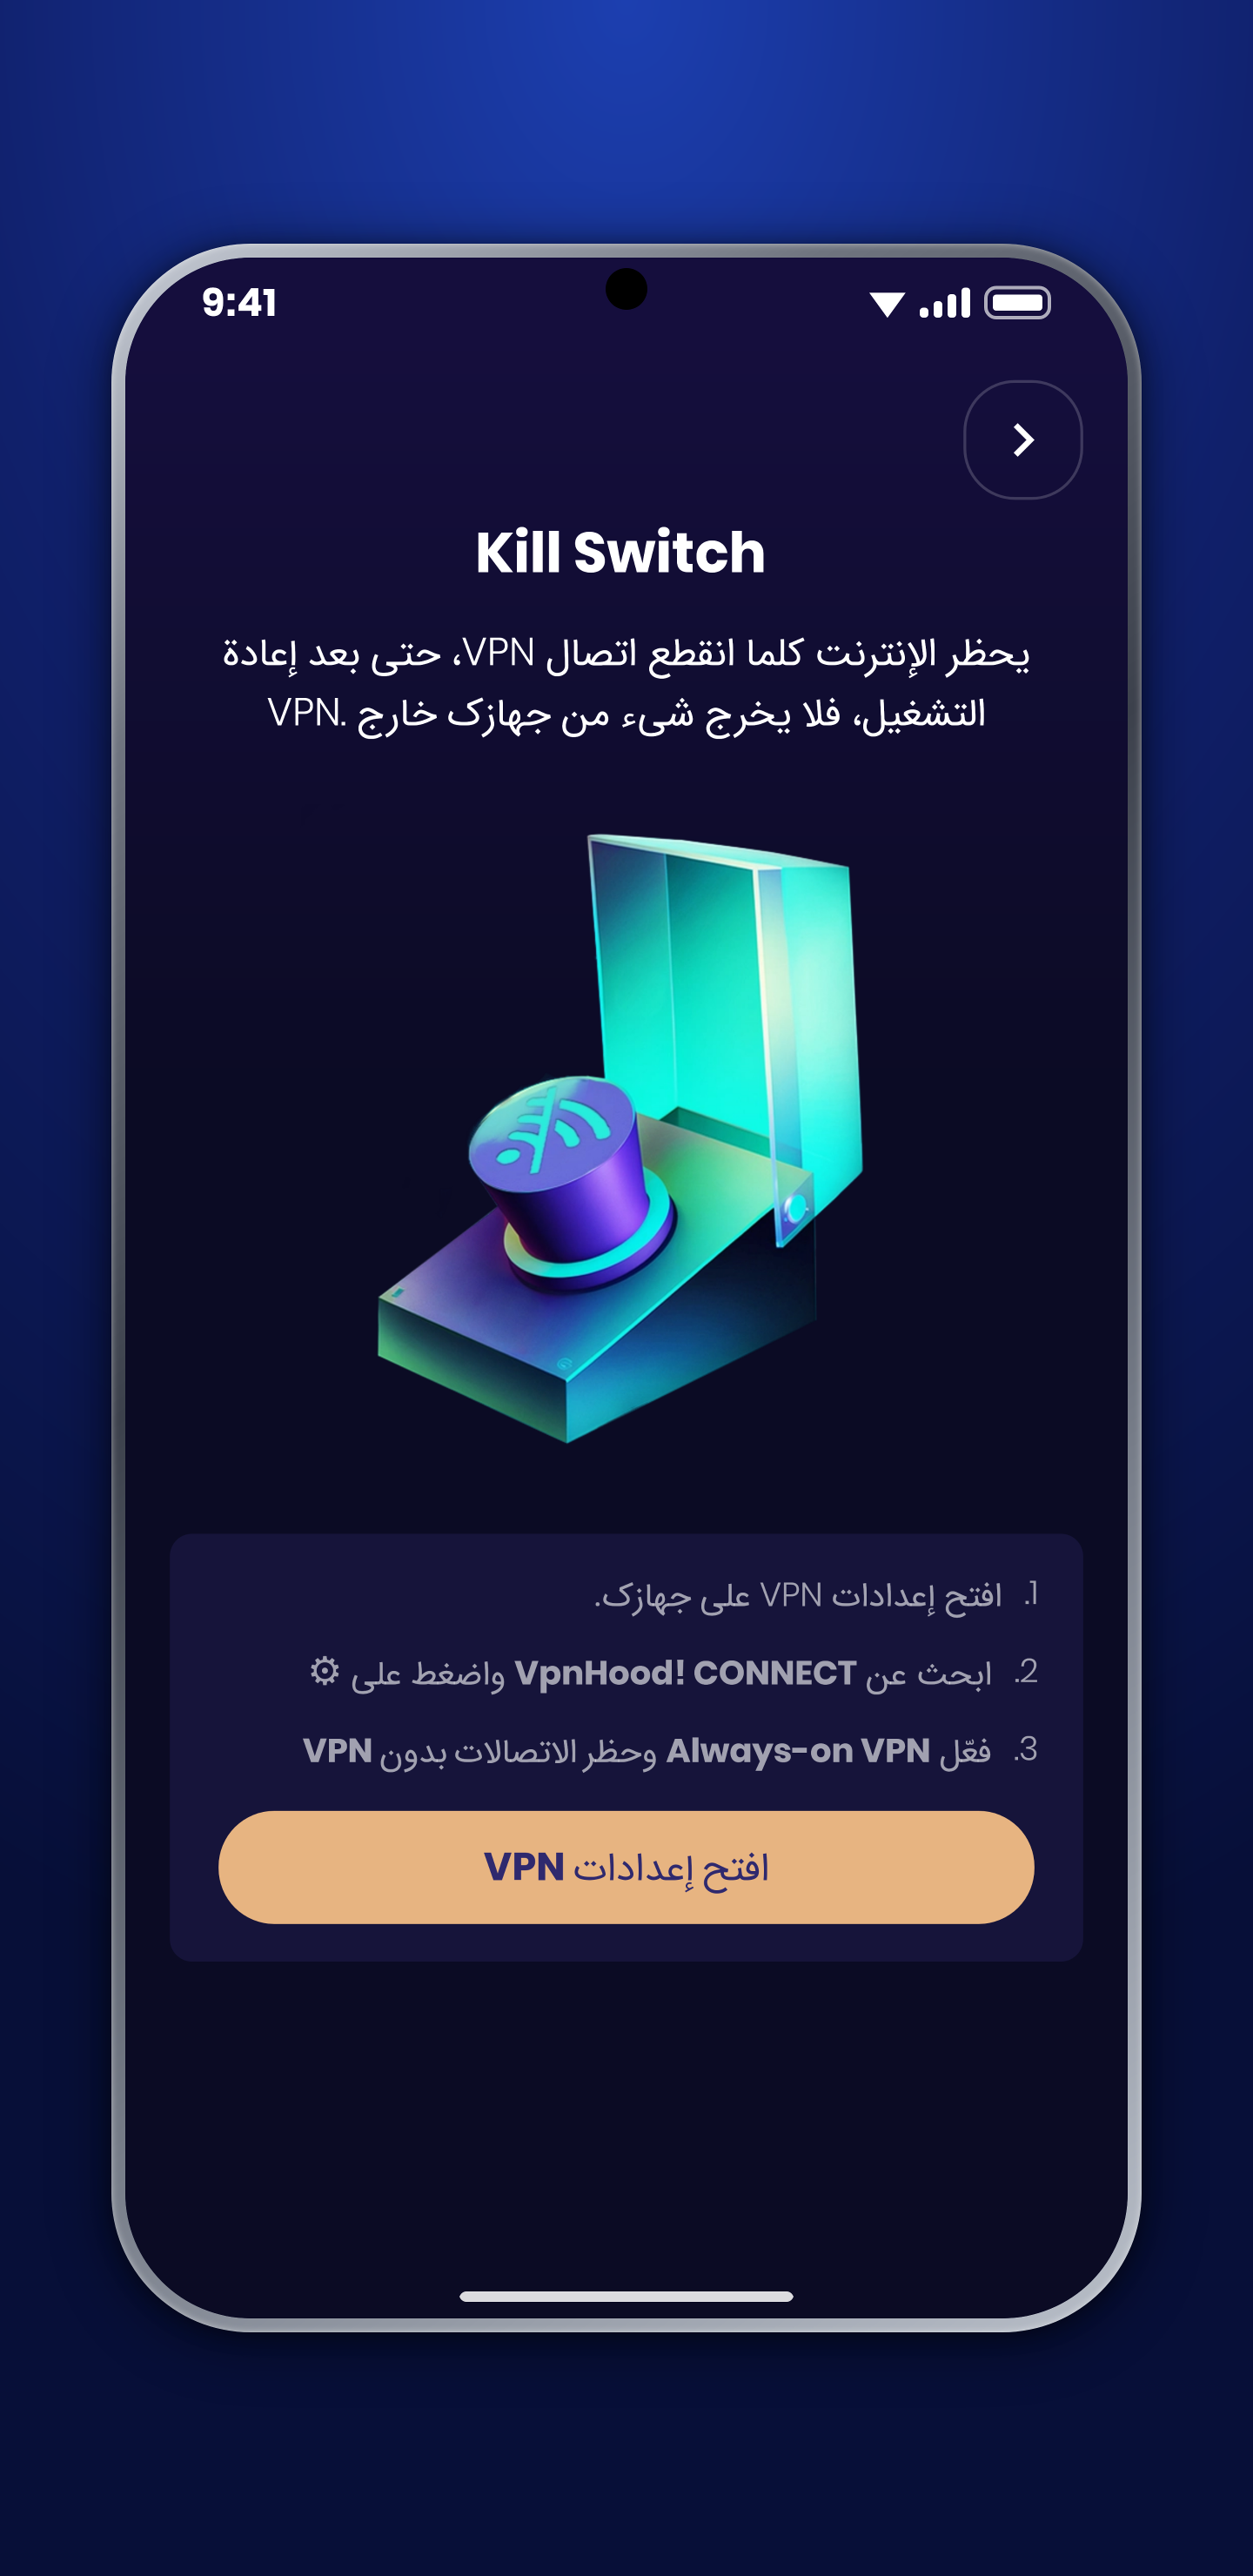 9:41
Kill Switch
يحظر الإنترنت كلما انقطع اتصال VPN، حتى بعد إعادة
التشغيل، فلا يخرج شيء من جهازك خارج VPN.
1. افتح إعدادات VPN على جهازك.
2. ابحث عن VpnHood! CONNECT واضغط على ⚙
3. فعّل Always-on VPN وحظر الاتصالات بدون VPN
افتح إعدادات VPN